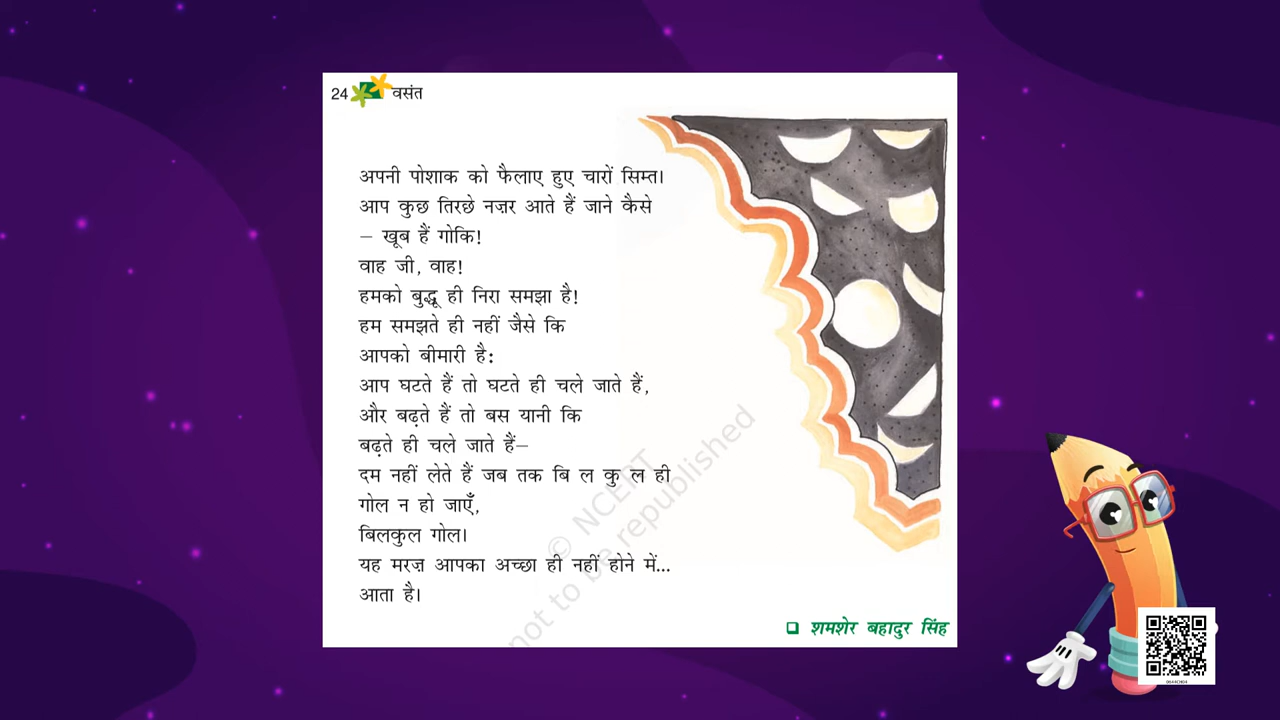 24 वसंत
अपनी पोशाक को फैलाए हुए चारों सिम्त।
आप कुछ तिरछे नज़र आते हैं जाने कैसे
– खूब हैं गोकि!
वाह जी, वाह!
हमको बुद्धू ही निरा समझा है!
हम समझते ही नहीं जैसे कि
आपको बीमारी है:
आप घटते हैं तो घटते ही चले जाते हैं,
और बढ़ते हैं तो बस यानी कि
बढ़ते ही चले जाते हैं–
दम नहीं लेते हैं जब तक बि ल कु ल ही
गोल न हो जाएँ,
बिलकुल गोल।
यह मरज़ आपका अच्छा ही नहीं होने में...
आता है।
© NCERT
not to be republished
❑ शमशेर बहादुर सिंह
0644CH04